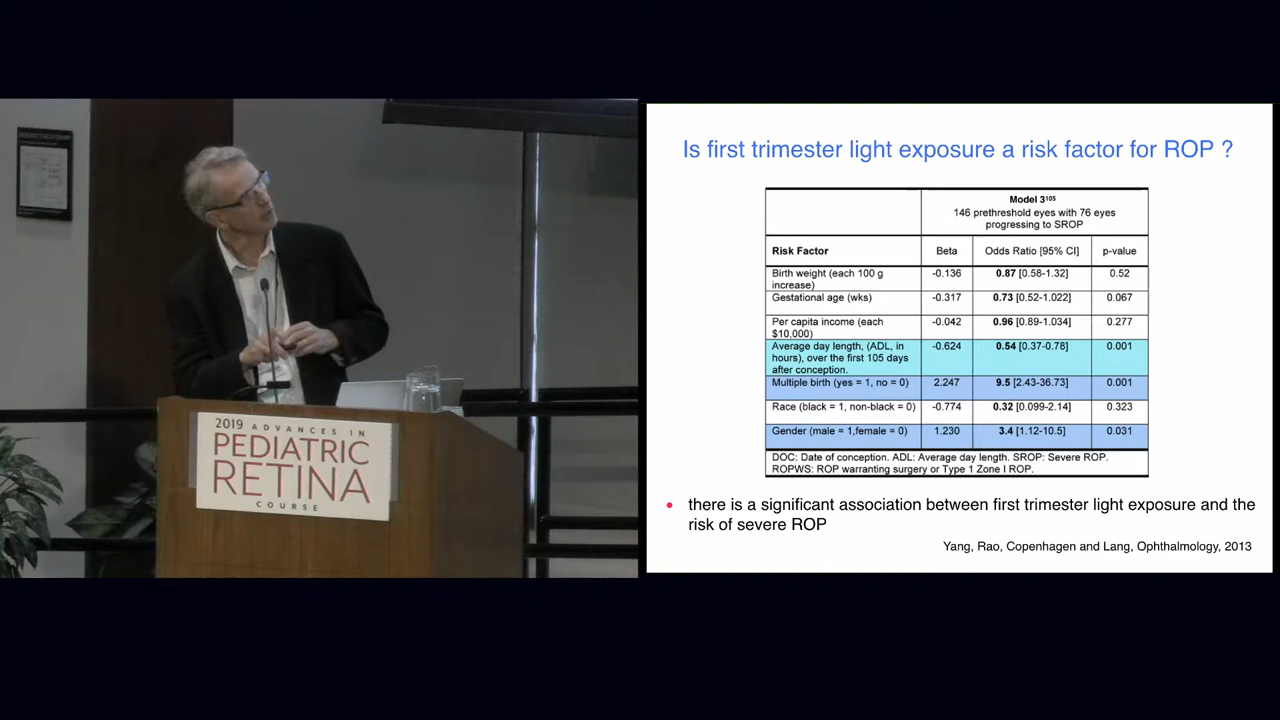 2019 ADVANCES IN
PEDIATRIC
RETINA
COURSE
Is first trimester light exposure a risk factor for ROP ?
Model 3¹⁰⁵
146 prethreshold eyes with 76 eyes
progressing to SROP
Risk Factor Beta Odds Ratio [95% CI] p-value
Birth weight (each 100 g
increase) -0.136 0.87 [0.58-1.32] 0.52
Gestational age (wks) -0.317 0.73 [0.52-1.022] 0.067
Per capita income (each
$10,000) -0.042 0.96 [0.89-1.034] 0.277
Average day length, (ADL, in
hours), over the first 105 days
after conception. -0.624 0.54 [0.37-0.78] 0.001
Multiple birth (yes = 1, no = 0) 2.247 9.5 [2.43-36.73] 0.001
Race (black = 1, non-black = 0) -0.774 0.32 [0.099-2.14] 0.323
Gender (male = 1,female = 0) 1.230 3.4 [1.12-10.5] 0.031
DOC: Date of conception. ADL: Average day length. SROP: Severe ROP.
ROPWS: ROP warranting surgery or Type 1 Zone I ROP.
• there is a significant association between first trimester light exposure and the
risk of severe ROP
Yang, Rao, Copenhagen and Lang, Ophthalmology, 2013